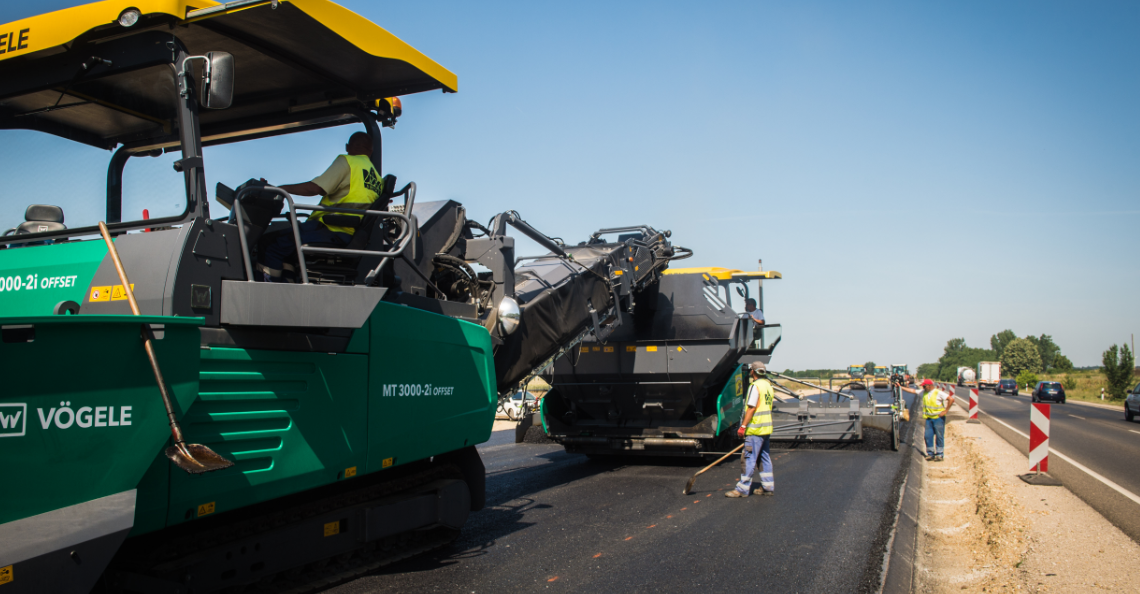 ELE
000-2i OFFSET
VÖGELE
MT 3000-2i OFFSET